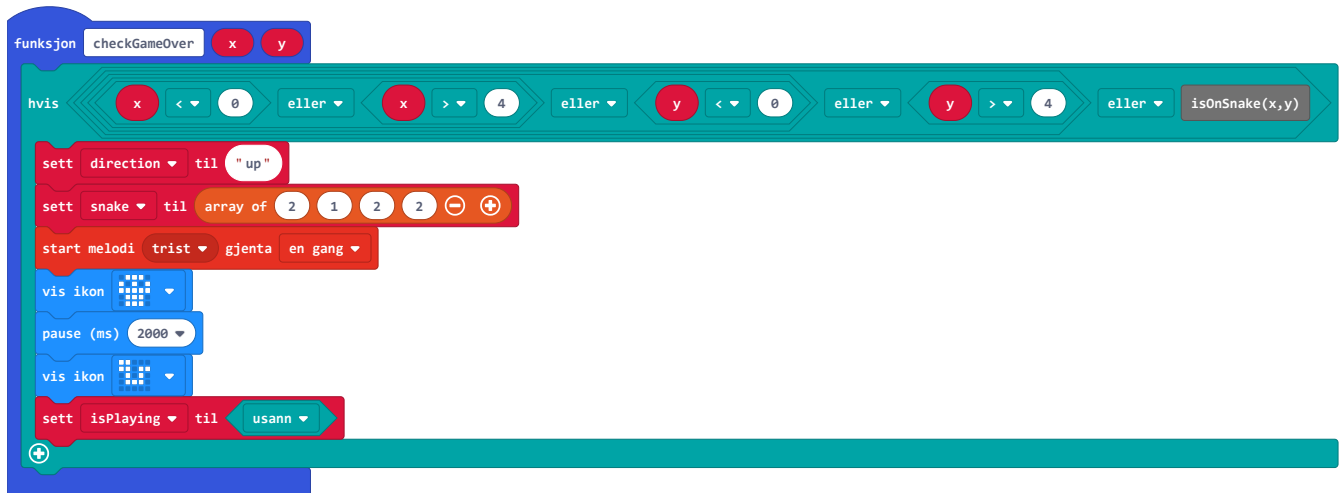 funksjon checkGameOver x y
hvis x < 0 eller x > 4 eller y < 0 eller y > 4 eller isOnSnake(x,y)
sett direction til "up"
sett snake til array of 2 1 2 2
start melodi trist gjenta en gang
vis ikon
pause (ms) 2000
vis ikon
sett isPlaying til usann